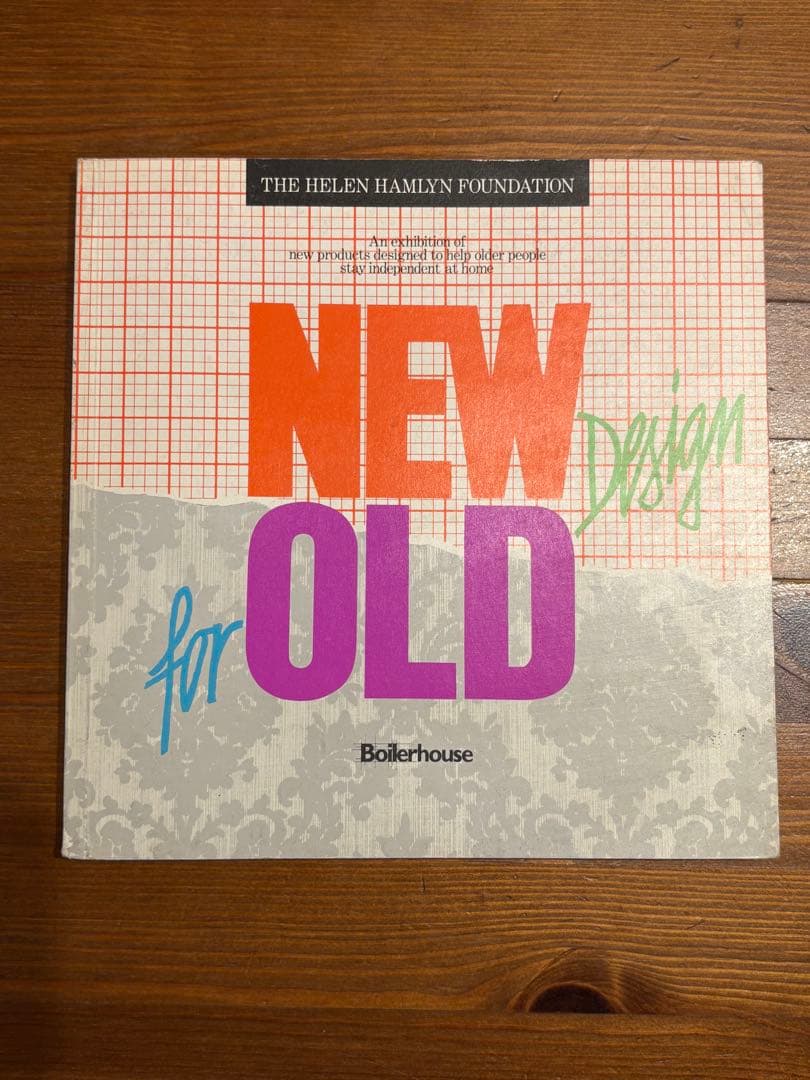 THE HELEN HAMLYN FOUNDATION
An exhibition of
new products designed to help older people
stay independent at home
NEW
Design
for OLD
Boilerhouse